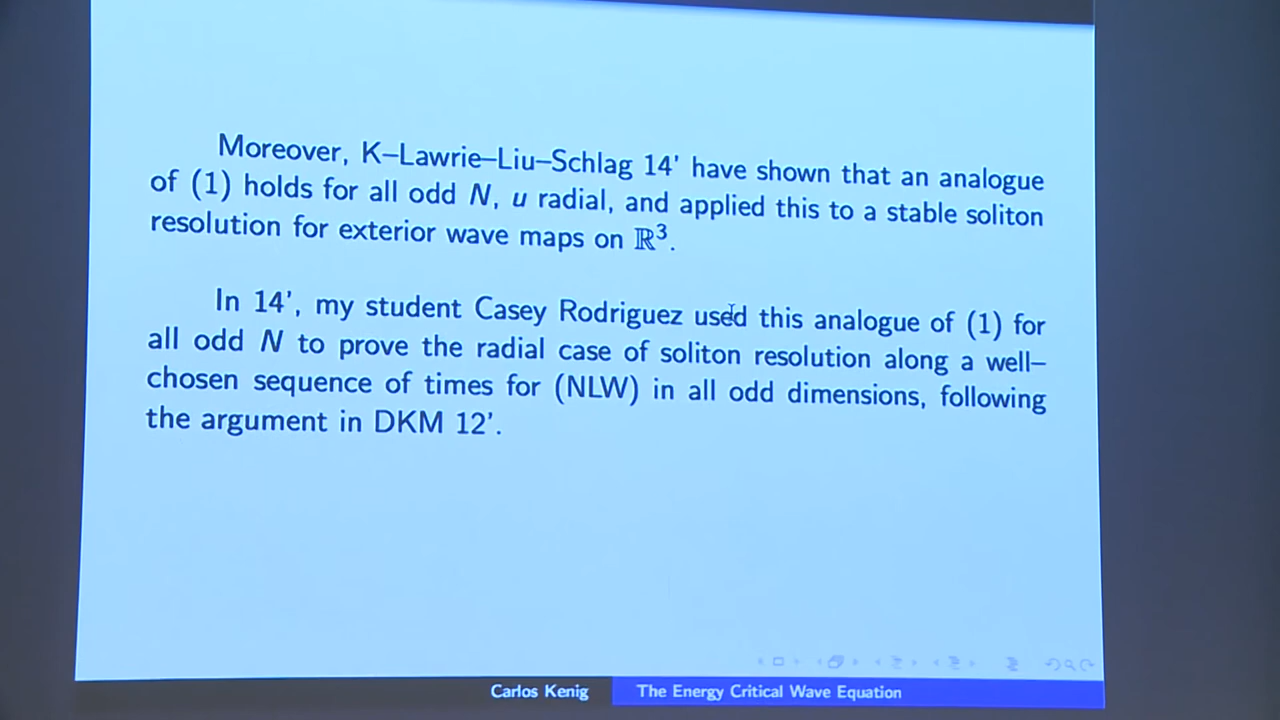 Moreover, K–Lawrie–Liu–Schlag 14' have shown that an analogue
of (1) holds for all odd N, u radial, and applied this to a stable soliton
resolution for exterior wave maps on ℝ³.
In 14', my student Casey Rodriguez used this analogue of (1) for
all odd N to prove the radial case of soliton resolution along a well–
chosen sequence of times for (NLW) in all odd dimensions, following
the argument in DKM 12'.
Carlos Kenig
The Energy Critical Wave Equation